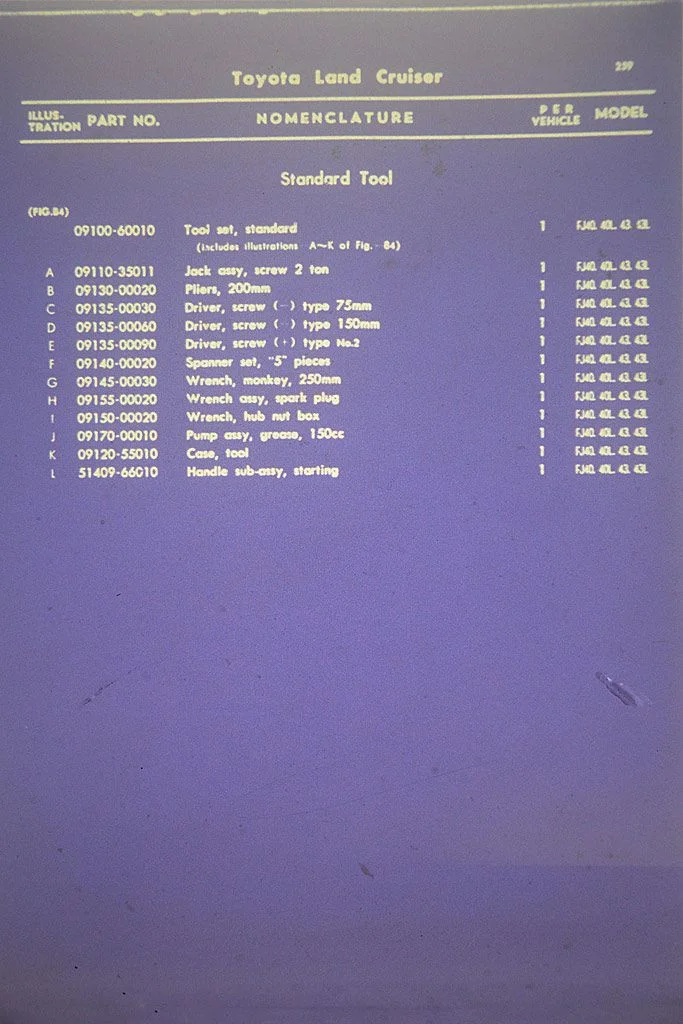 259
Toyota Land Cruiser
ILLUS-TRATION PART NO. NOMENCLATURE PER VEHICLE MODEL
Standard Tool
(FIG.84)
09100-60010 Tool set, standard 1 FJ40. 40L. 43. 43L
(includes illustrations A~K of Fig. 84)
A 09110-35011 Jack assy, screw 2 ton 1 FJ40. 40L. 43. 43L
B 09130-00020 Pliers, 200mm 1 FJ40. 40L. 43. 43L
C 09135-00030 Driver, screw (-) type 75mm 1 FJ40. 40L. 43. 43L
D 09135-00060 Driver, screw (-) type 150mm 1 FJ40. 40L. 43. 43L
E 09135-00090 Driver, screw (+) type No.2 1 FJ40. 40L. 43. 43L
F 09140-00020 Spanner set, "5" pieces 1 FJ40. 40L. 43. 43L
G 09145-00030 Wrench, monkey, 250mm 1 FJ40. 40L. 43. 43L
H 09155-00020 Wrench assy, spark plug 1 FJ40. 40L. 43. 43L
I 09150-00020 Wrench, hub nut box 1 FJ40. 40L. 43. 43L
J 09170-00010 Pump assy, grease, 150cc 1 FJ40. 40L. 43. 43L
K 09120-55010 Case, tool 1 FJ40. 40L. 43. 43L
L 51409-66010 Handle sub-assy, starting 1 FJ40. 40L. 43. 43L